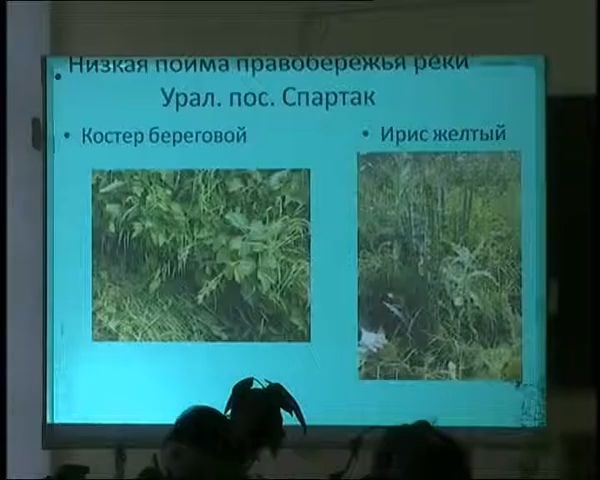 • Низкая пойма правобережья реки
Урал. пос. Спартак
• Костер береговой
• Ирис желтый